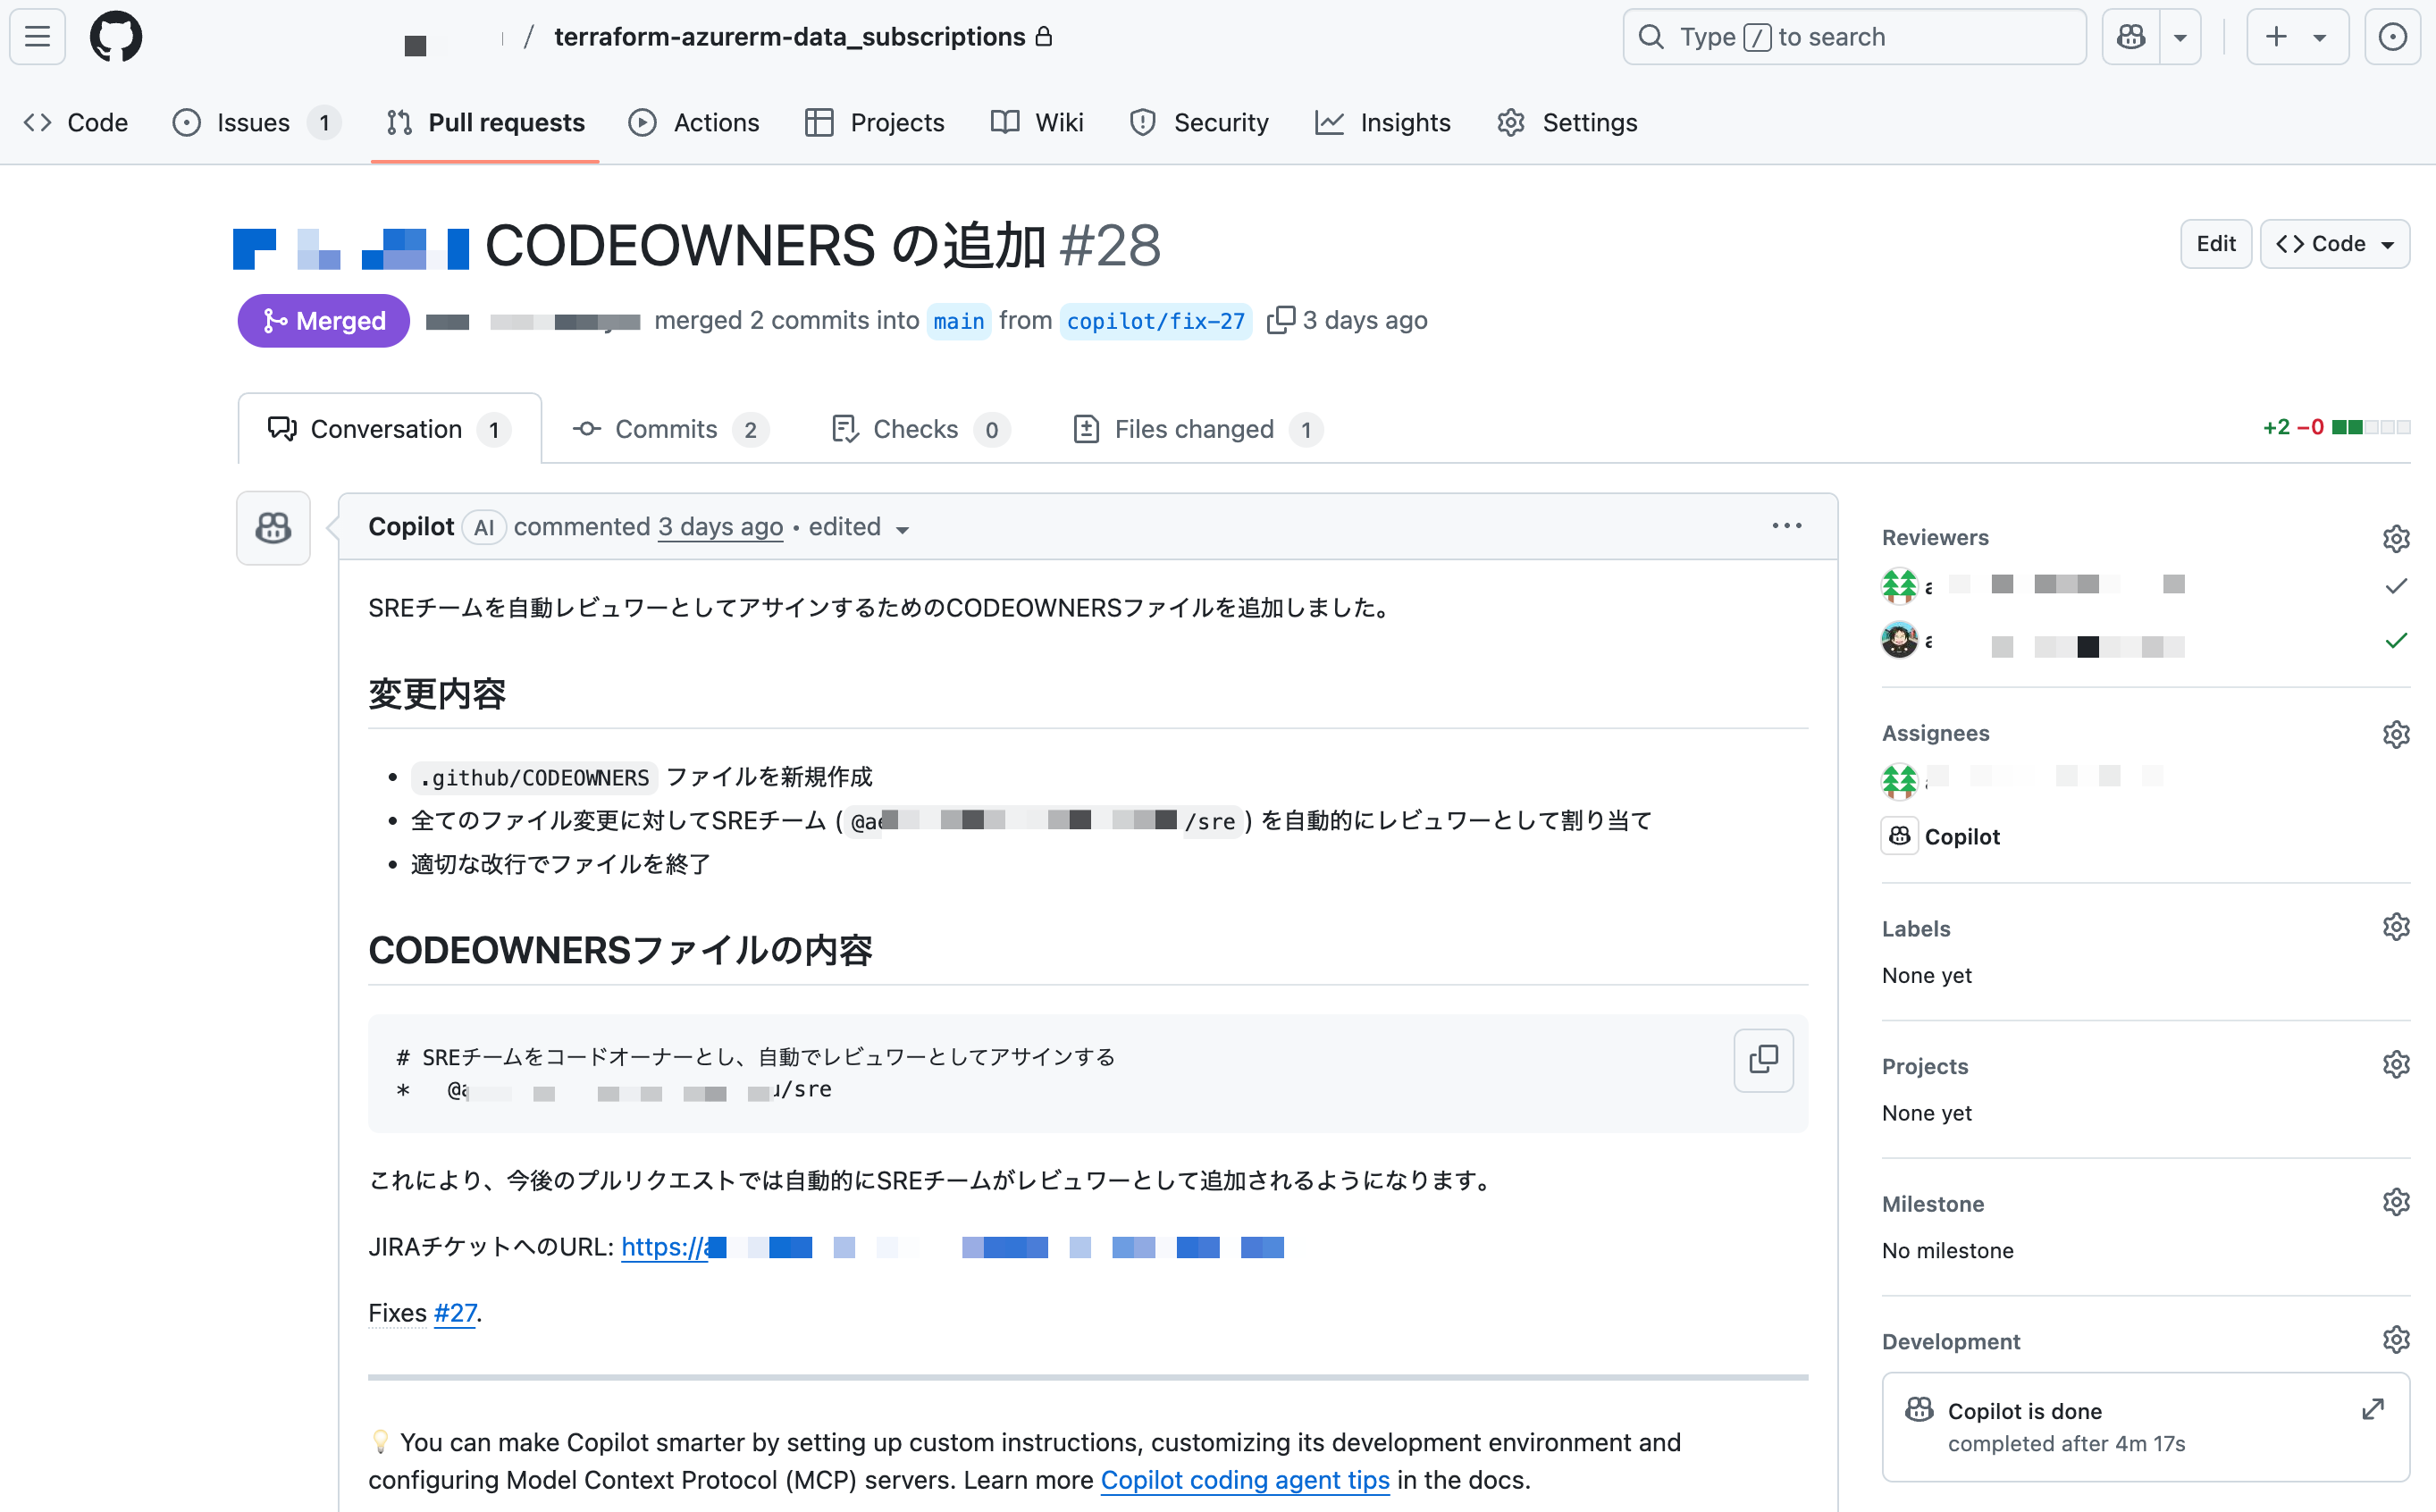 / terraform-azurerm-data_subscriptions
Type / to search
Code
Issues 1
Pull requests
Actions
Projects
Wiki
Security
Insights
Settings
CODEOWNERS の追加 #28
Edit
Code
Merged
merged 2 commits into main from copilot/fix-27 3 days ago
Conversation 1
Commits 2
Checks 0
Files changed 1
+2 −0
Copilot AI commented 3 days ago • edited
SREチームを自動レビュワーとしてアサインするためのCODEOWNERSファイルを追加しました。
変更内容
• .github/CODEOWNERS ファイルを新規作成
• 全てのファイル変更に対してSREチーム ( /sre ) を自動的にレビュワーとして割り当て
• 適切な改行でファイルを終了
CODEOWNERSファイルの内容
# SREチームをコードオーナーとし、自動でレビュワーとしてアサインする
* /sre
これにより、今後のプルリクエストでは自動的にSREチームがレビュワーとして追加されるようになります。
JIRAチケットへのURL: https://
Fixes #27.
💡 You can make Copilot smarter by setting up custom instructions, customizing its development environment and
configuring Model Context Protocol (MCP) servers. Learn more Copilot coding agent tips in the docs.
Reviewers
Assignees
Copilot
Labels
None yet
Projects
None yet
Milestone
No milestone
Development
Copilot is done
completed after 4m 17s